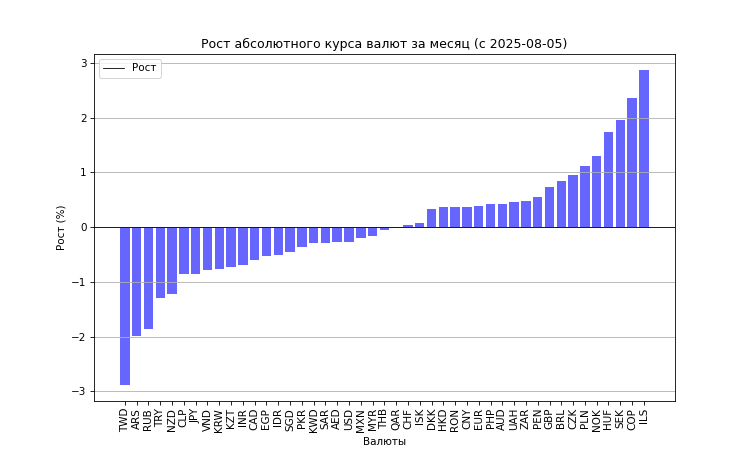 Рост абсолютного курса валют за месяц (с 2025-08-05)
Рост
3
2
1
0
−1
−2
−3
Рост (%)
TWD ARS RUB TRY NZD CLP JPY VND KRW KZT INR CAD EGP IDR SGD PKR KWD SAR AED USD MXN MYR THB QAR CHF ISK DKK HKD RON CNY EUR PHP AUD UAH ZAR PEN GBP BRL CZK PLN NOK HUF SEK COP ILS
Валюты